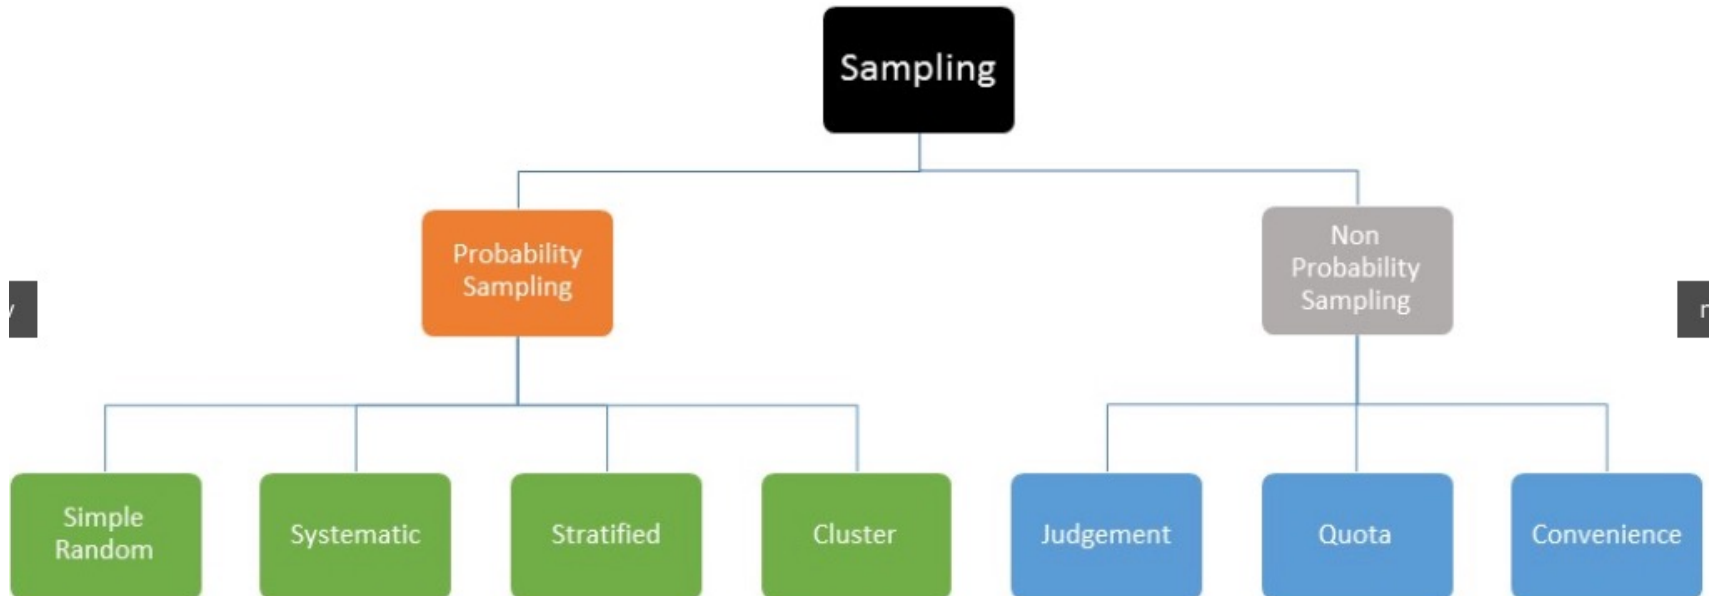 Sampling
Probability
Sampling
Non
Probability
Sampling
Simple
Random
Systematic
Stratified
Cluster
Judgement
Quota
Convenience